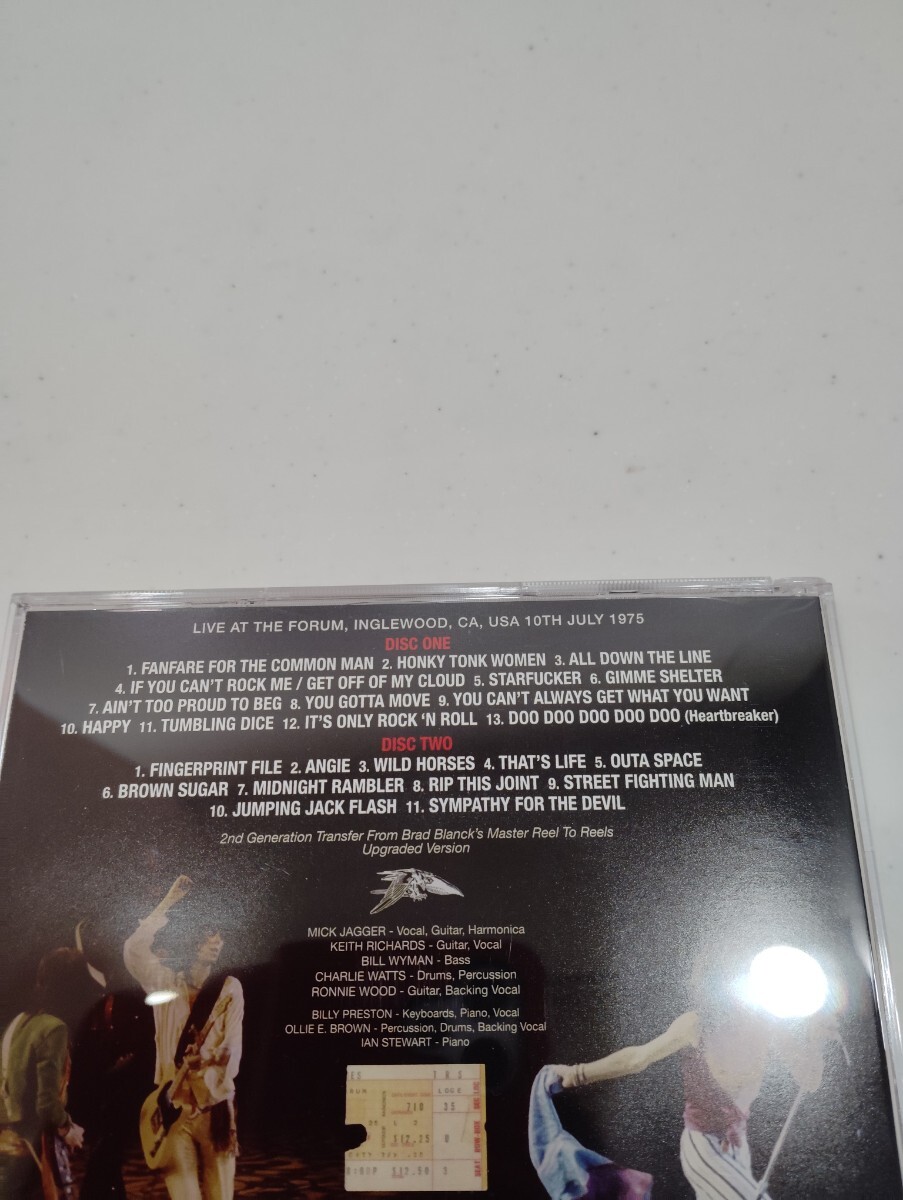 LIVE AT THE FORUM, INGLEWOOD, CA, USA 10TH JULY 1975
DISC ONE
1. FANFARE FOR THE COMMON MAN 2. HONKY TONK WOMEN 3. ALL DOWN THE LINE
4. IF YOU CAN'T ROCK ME / GET OFF OF MY CLOUD 5. STARFUCKER 6. GIMME SHELTER
7. AIN'T TOO PROUD TO BEG 8. YOU GOTTA MOVE 9. YOU CAN'T ALWAYS GET WHAT YOU WANT
10. HAPPY 11. TUMBLING DICE 12. IT'S ONLY ROCK 'N ROLL 13. DOO DOO DOO DOO DOO (Heartbreaker)
DISC TWO
1. FINGERPRINT FILE 2. ANGIE 3. WILD HORSES 4. THAT'S LIFE 5. OUTA SPACE
6. BROWN SUGAR 7. MIDNIGHT RAMBLER 8. RIP THIS JOINT 9. STREET FIGHTING MAN
10. JUMPING JACK FLASH 11. SYMPATHY FOR THE DEVIL
2nd Generation Transfer From Brad Blanck's Master Reel To Reels
Upgraded Version
MICK JAGGER - Vocal, Guitar, Harmonica
KEITH RICHARDS - Guitar, Vocal
BILL WYMAN - Bass
CHARLIE WATTS - Drums, Percussion
RONNIE WOOD - Guitar, Backing Vocal
BILLY PRESTON - Keyboards, Piano, Vocal
OLLIE E. BROWN - Percussion, Drums, Backing Vocal
IAN STEWART - Piano
LOGE
710 35
$12.25
$12.50